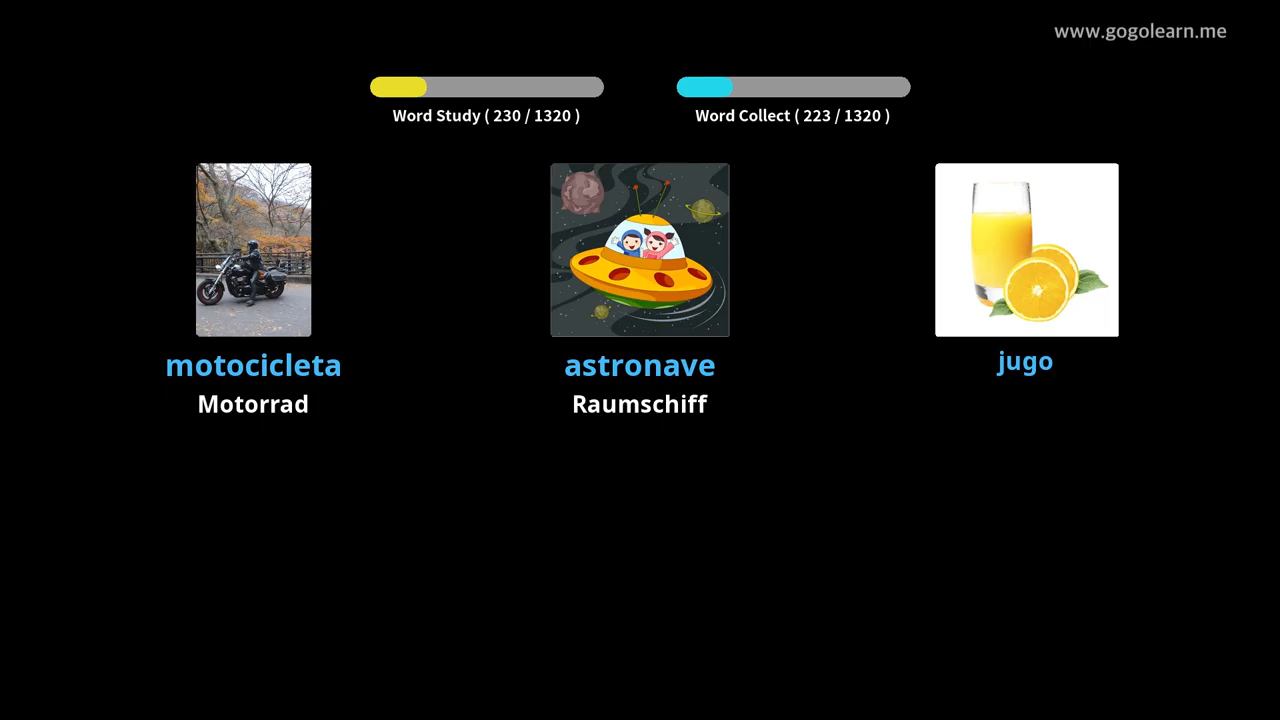 www.gogolearn.me
Word Study ( 230 / 1320 )
Word Collect ( 223 / 1320 )
motocicleta
Motorrad
astronave
Raumschiff
jugo